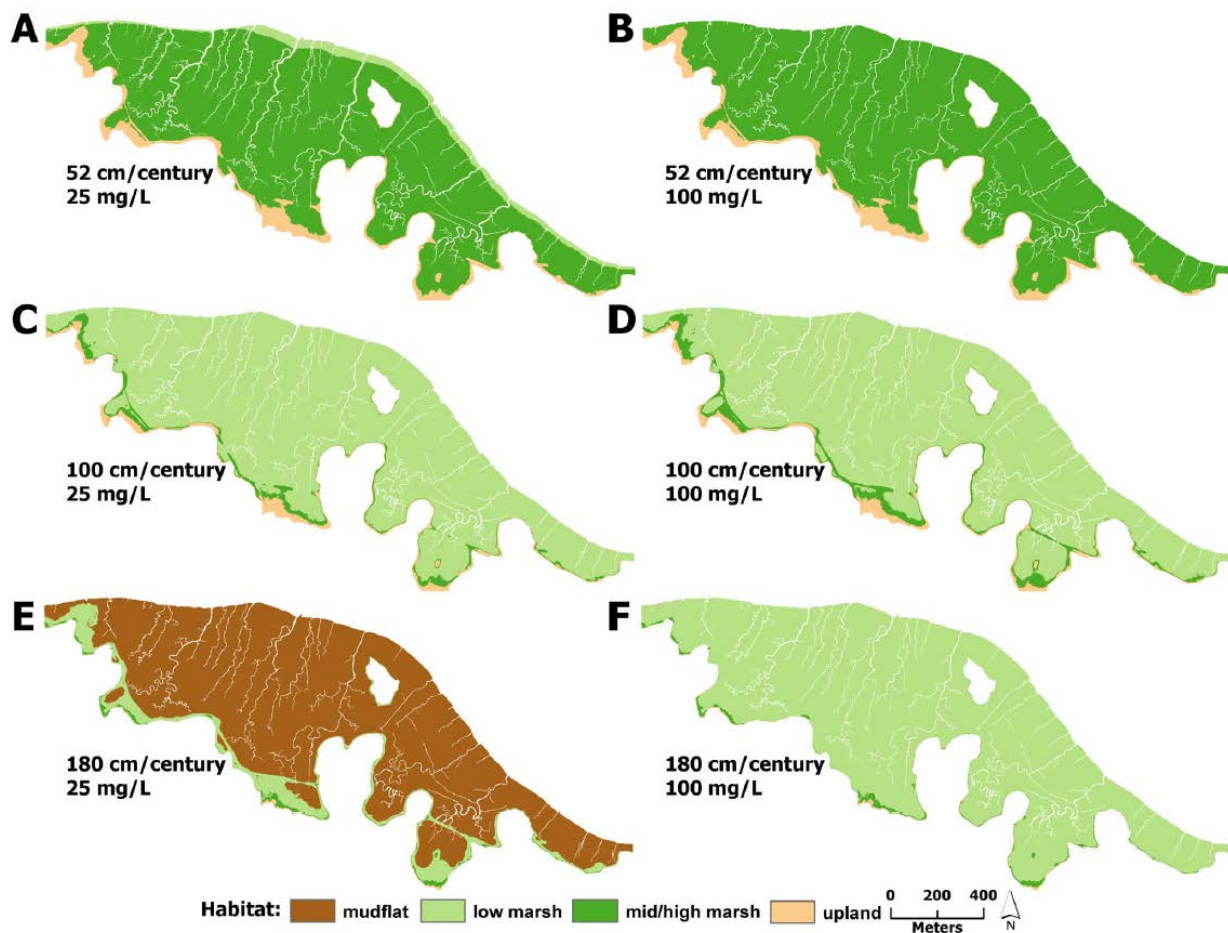 A
B
52 cm/century
25 mg/L
52 cm/century
100 mg/L
C
D
100 cm/century
25 mg/L
100 cm/century
100 mg/L
E
F
180 cm/century
25 mg/L
180 cm/century
100 mg/L
Habitat: mudflat low marsh mid/high marsh upland
0 200 400
Meters
N